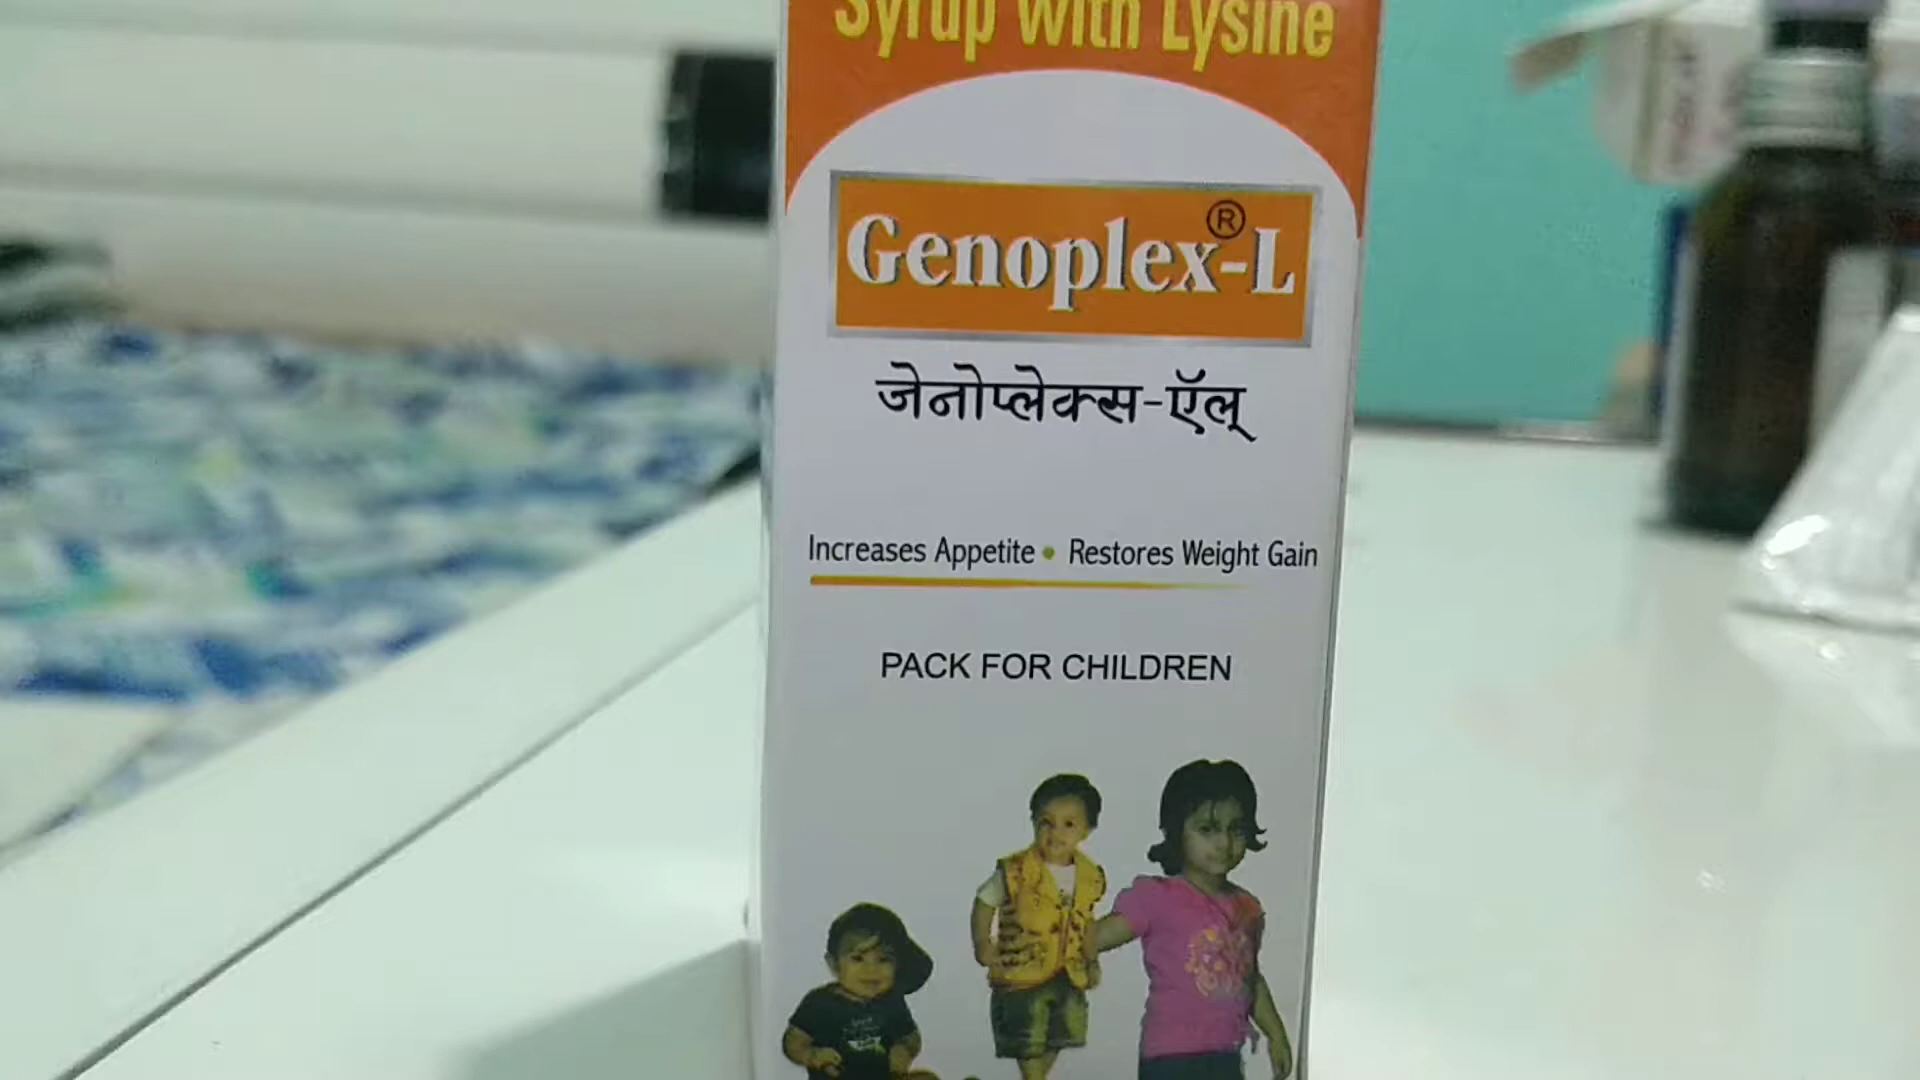 Syrup with Lysine
Genoplex®-L
जेनोप्लेक्स-ऍल्
Increases Appetite • Restores Weight Gain
PACK FOR CHILDREN